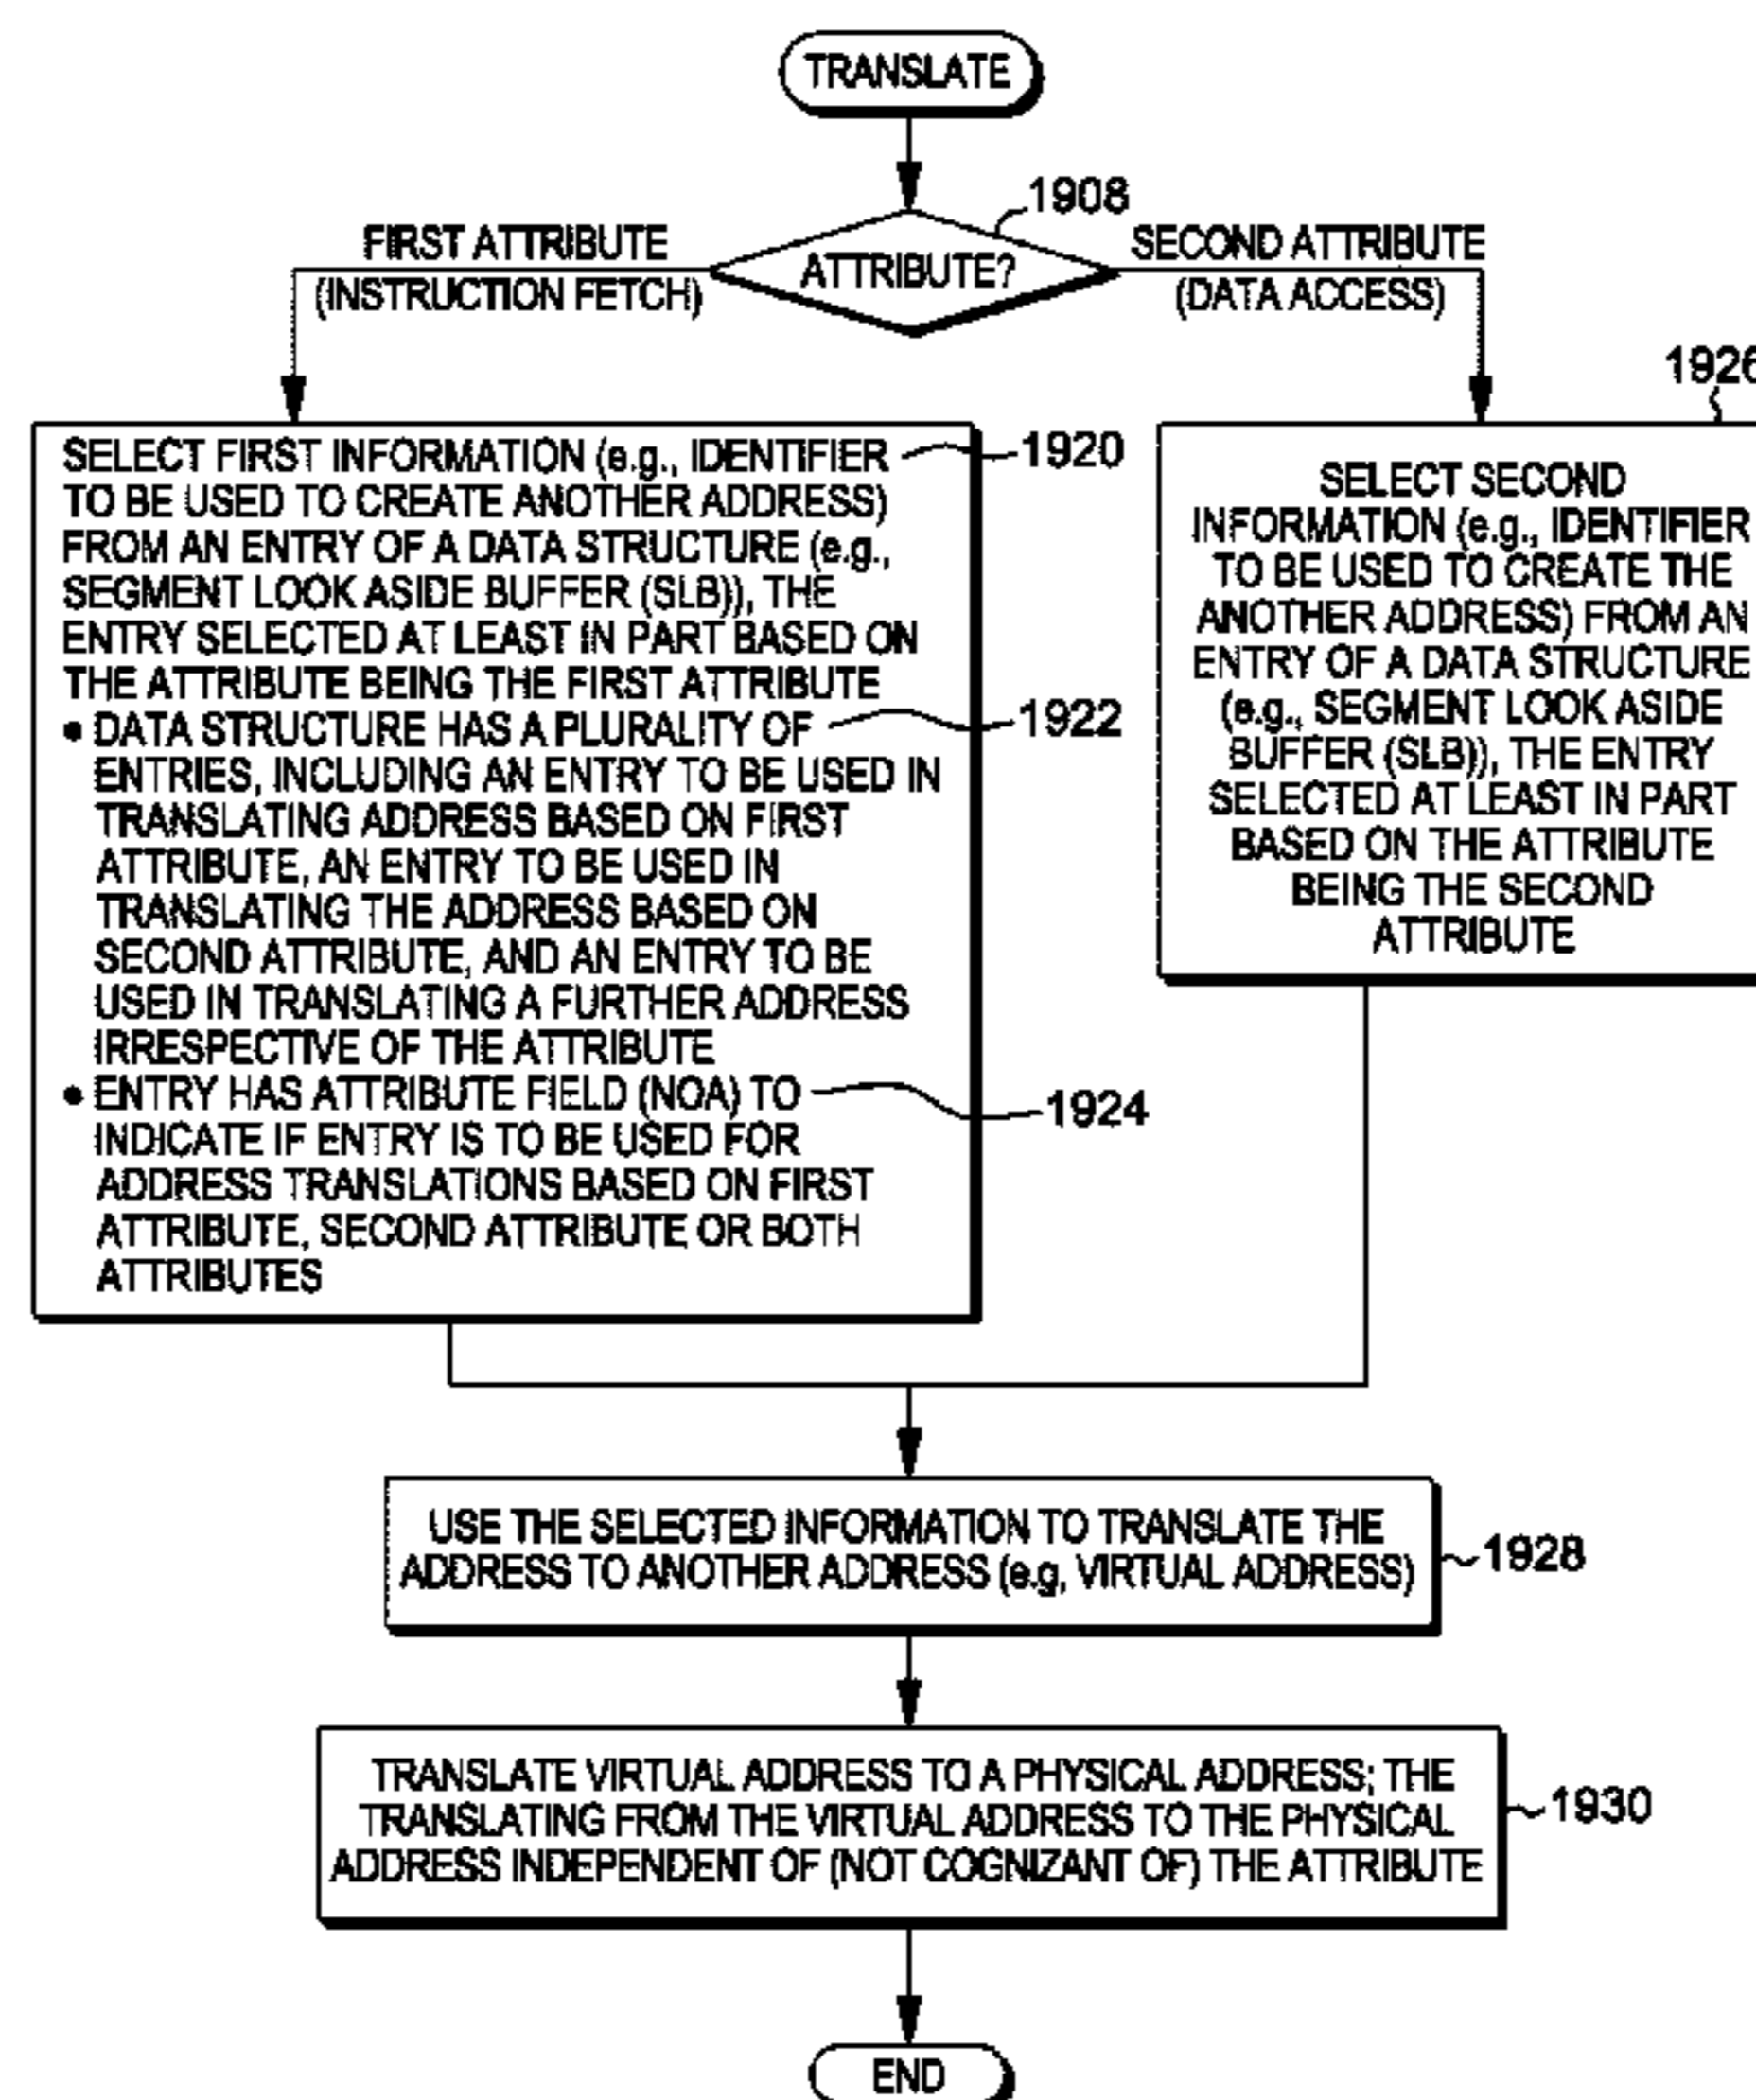 TRANSLATE
1908
FIRST ATTRIBUTE
(INSTRUCTION FETCH)
ATTRIBUTE?
SECOND ATTRIBUTE
(DATA ACCESS)
SELECT FIRST INFORMATION (e.g., IDENTIFIER
TO BE USED TO CREATE ANOTHER ADDRESS)
FROM AN ENTRY OF A DATA STRUCTURE (e.g.,
SEGMENT LOOK ASIDE BUFFER (SLB)), THE
ENTRY SELECTED AT LEAST IN PART BASED ON
THE ATTRIBUTE BEING THE FIRST ATTRIBUTE
1920
• DATA STRUCTURE HAS A PLURALITY OF
ENTRIES, INCLUDING AN ENTRY TO BE USED IN
TRANSLATING ADDRESS BASED ON FIRST
ATTRIBUTE, AN ENTRY TO BE USED IN
TRANSLATING THE ADDRESS BASED ON
SECOND ATTRIBUTE, AND AN ENTRY TO BE
USED IN TRANSLATING A FURTHER ADDRESS
IRRESPECTIVE OF THE ATTRIBUTE
1922
• ENTRY HAS ATTRIBUTE FIELD (NOA) TO
INDICATE IF ENTRY IS TO BE USED FOR
ADDRESS TRANSLATIONS BASED ON FIRST
ATTRIBUTE, SECOND ATTRIBUTE OR BOTH
ATTRIBUTES
1924
1926
SELECT SECOND
INFORMATION (e.g., IDENTIFIER
TO BE USED TO CREATE THE
ANOTHER ADDRESS) FROM AN
ENTRY OF A DATA STRUCTURE
(e.g., SEGMENT LOOK ASIDE
BUFFER (SLB)), THE ENTRY
SELECTED AT LEAST IN PART
BASED ON THE ATTRIBUTE
BEING THE SECOND
ATTRIBUTE
USE THE SELECTED INFORMATION TO TRANSLATE THE
ADDRESS TO ANOTHER ADDRESS (e.g, VIRTUAL ADDRESS)
1928
TRANSLATE VIRTUAL ADDRESS TO A PHYSICAL ADDRESS; THE
TRANSLATING FROM THE VIRTUAL ADDRESS TO THE PHYSICAL
ADDRESS INDEPENDENT OF (NOT COGNIZANT OF) THE ATTRIBUTE
1930
END